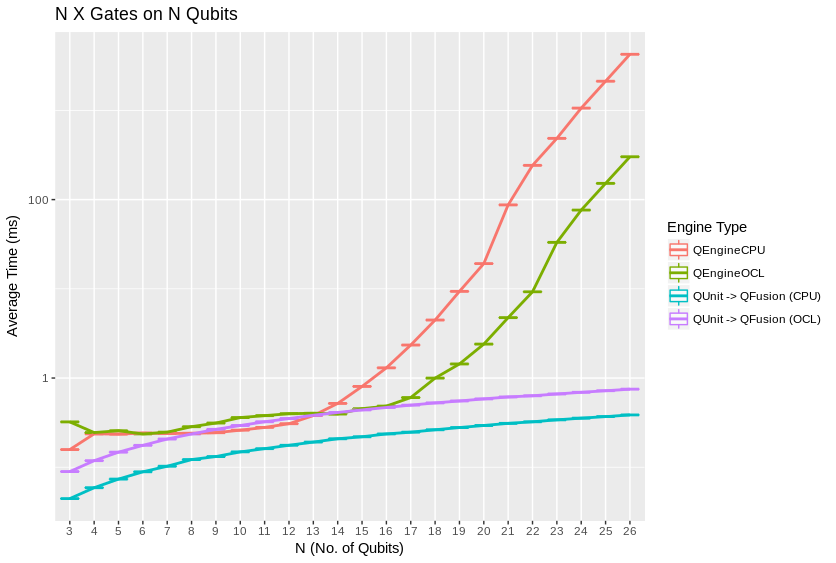 N X Gates on N Qubits
Average Time (ms)
100
1
3 4 5 6 7 8 9 10 11 12 13 14 15 16 17 18 19 20 21 22 23 24 25 26
N (No. of Qubits)
Engine Type
QEngineCPU
QEngineOCL
QUnit -> QFusion (CPU)
QUnit -> QFusion (OCL)